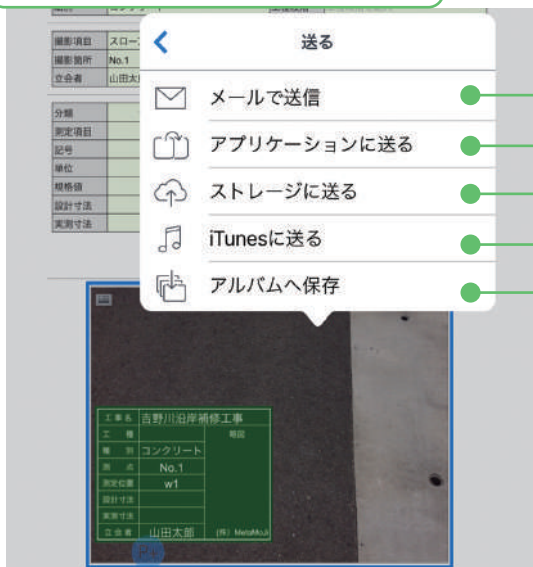 撮影項目
撮影箇所 No.1
立会者 山田太
分類
測定項目
記号
単位
規格値
設計寸法
実測寸法
送る
メールで送信
アプリケーションに送る
ストレージに送る
iTunesに送る
アルバムへ保存
工事名 吉野川沿岸補修工事
工種 略図
種別 コンクリート
測点 No.1
測定位置 w1
設計寸法
実測寸法
立会者 山田太郎 (株) MetaMoJi